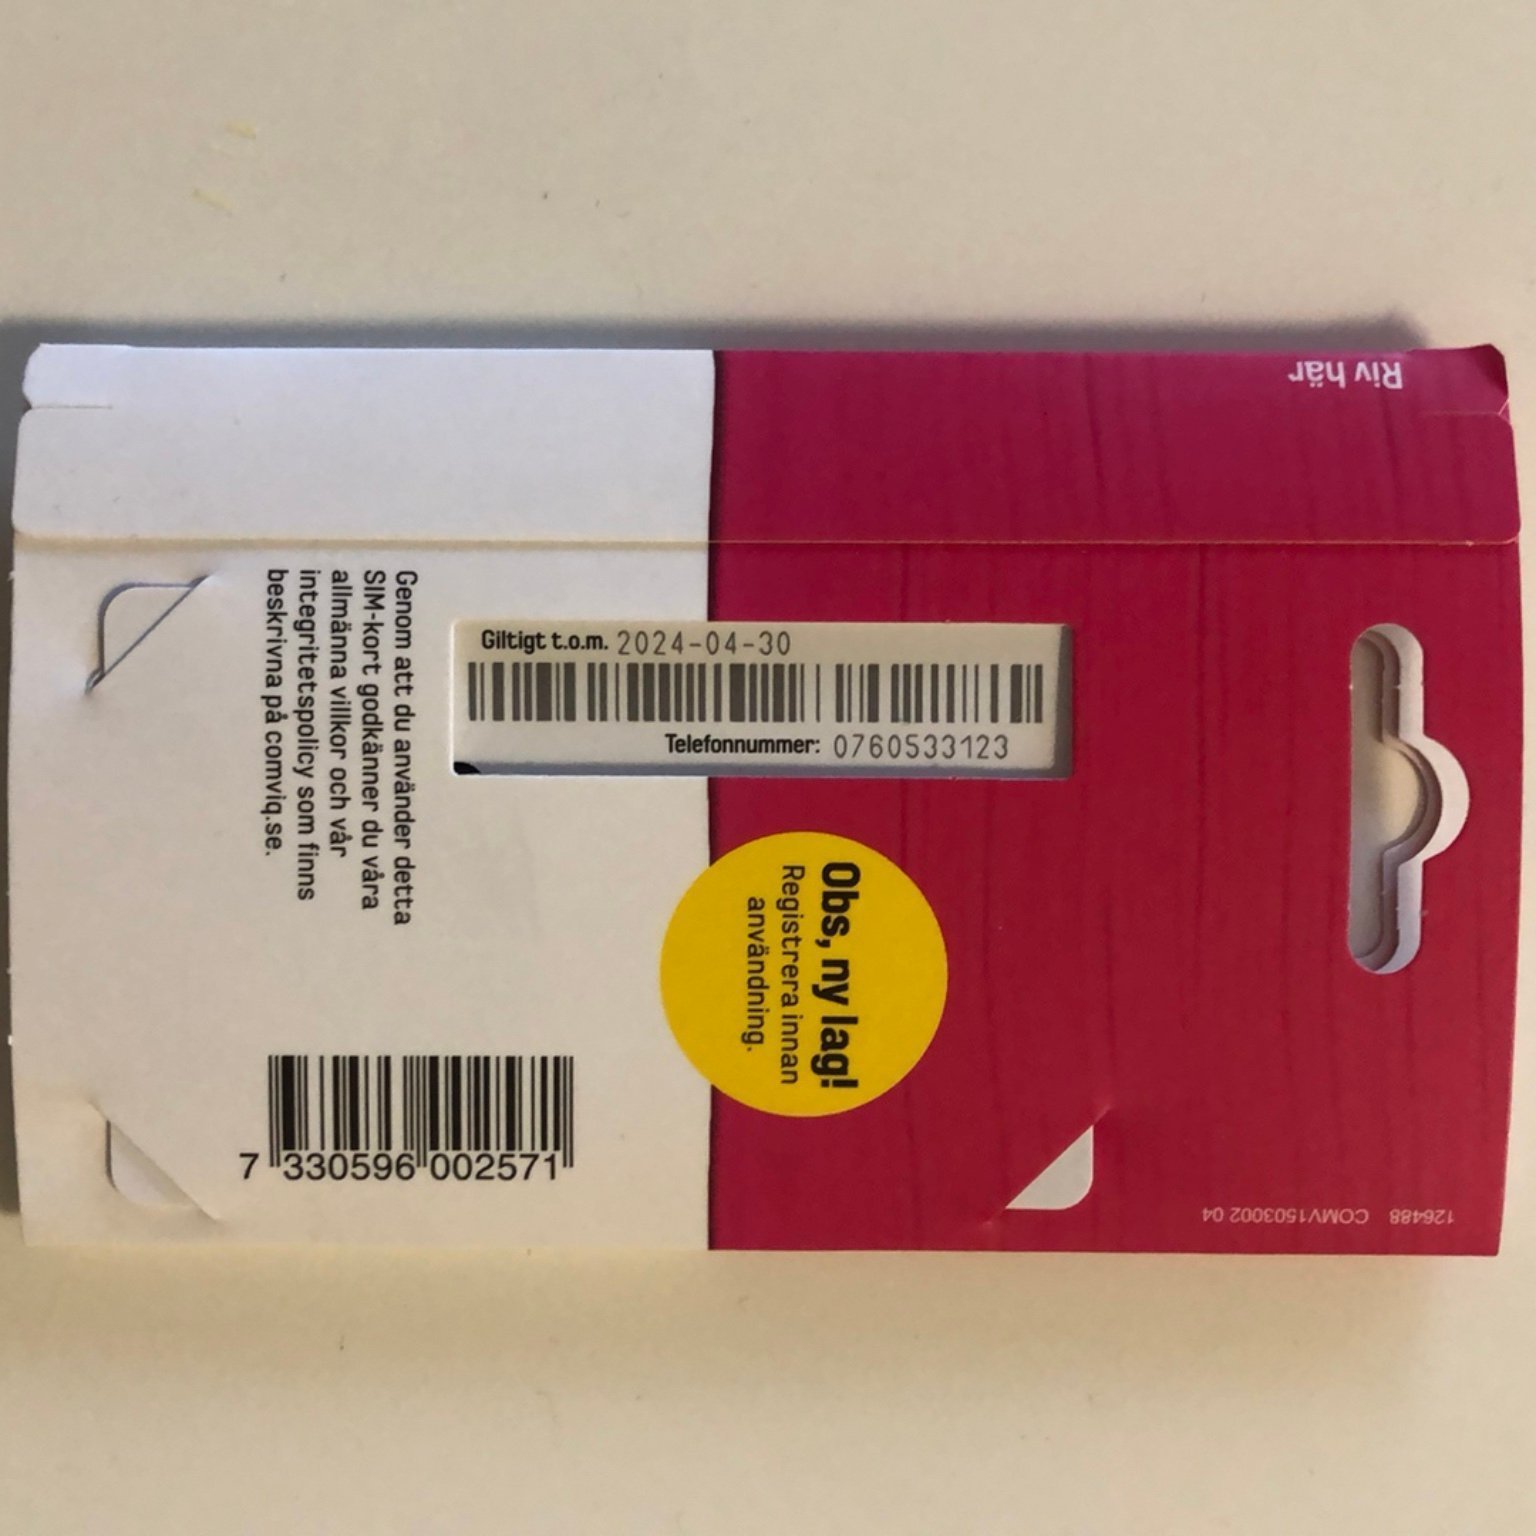 Riv här
Giltigt t.o.m. 2024-04-30
Telefonnummer: 0760533123
Genom att du använder detta
SIM-kort godkänner du våra
allmänna villkor och vår
integritetspolicy som finns
beskrivna på comviq.se.
Obs, ny lag!
Registrera innan
användning.
7 330596 002571
126488 COMV1503002 04